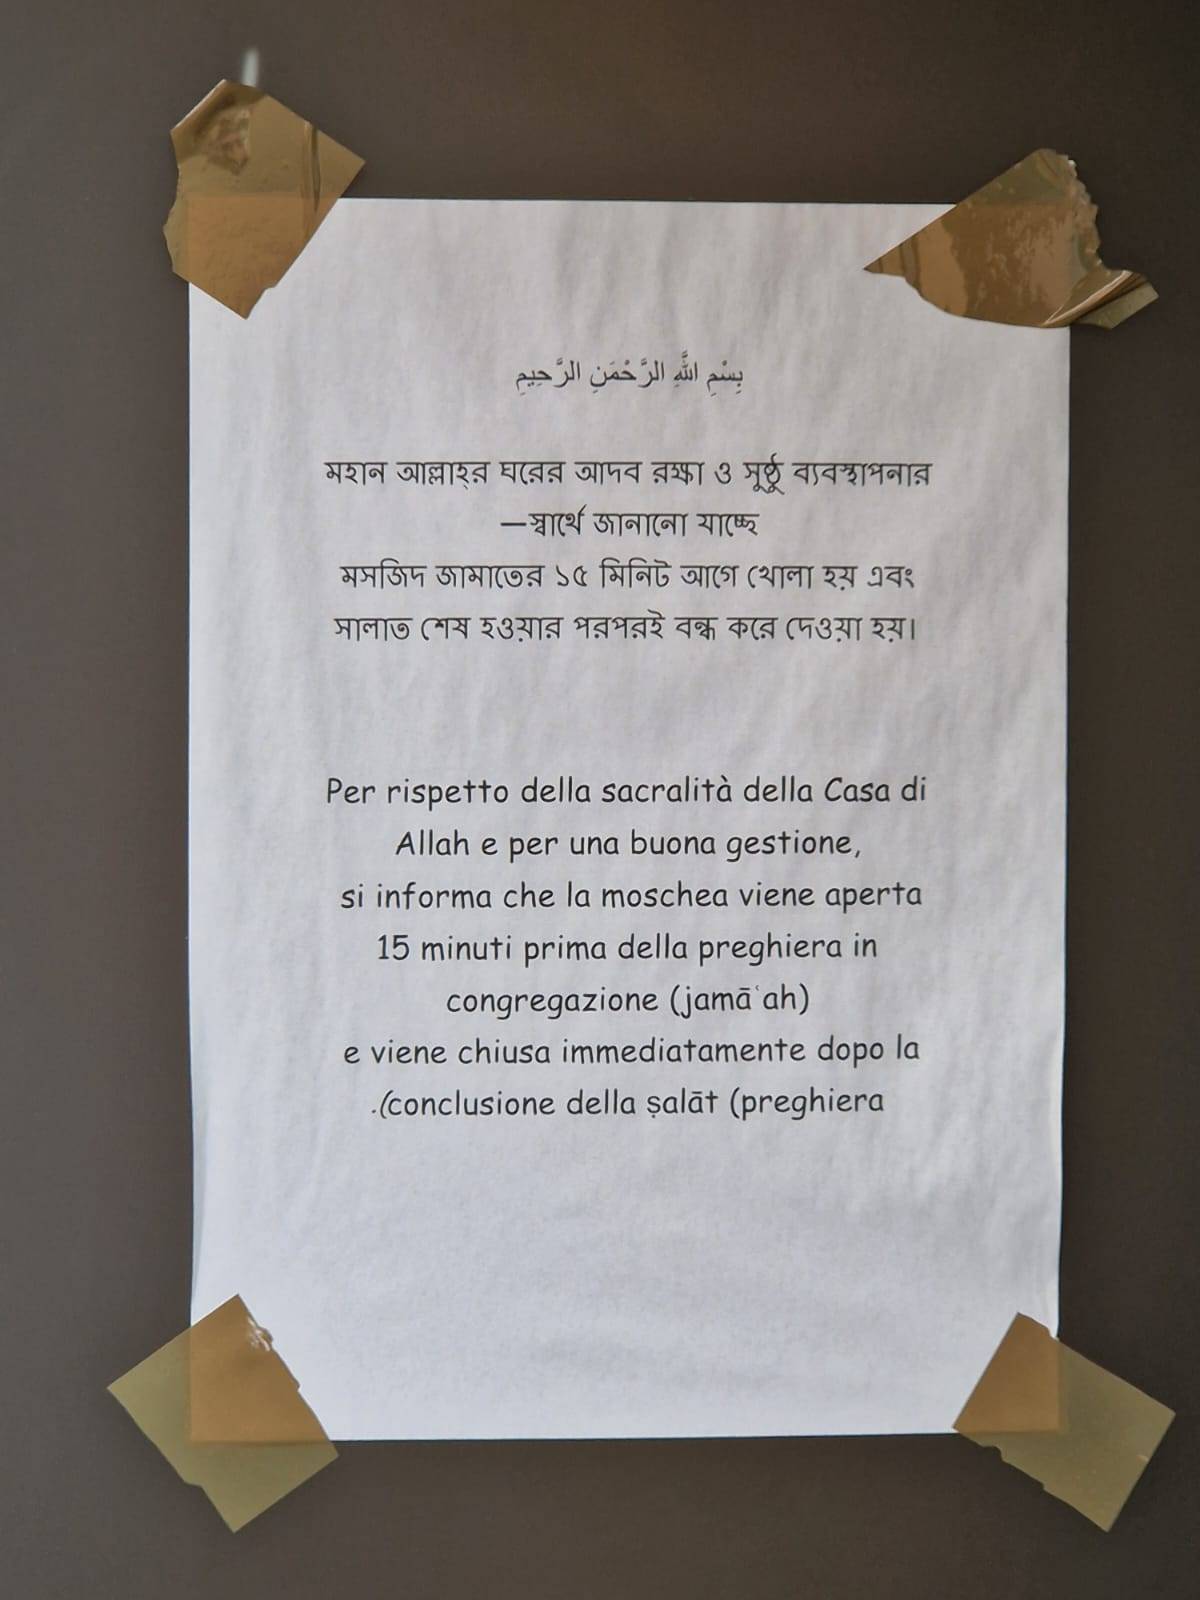 بِسْمِ اللَّهِ الرَّحْمَنِ الرَّحِيمِ
মহান আল্লাহ্‌র ঘরের আদব রক্ষা ও সুষ্ঠু ব্যবস্থাপনার
—স্বার্থে জানানো যাচ্ছে
মসজিদ জামাতের ১৫ মিনিট আগে খোলা হয় এবং
সালাত শেষ হওয়ার পরপরই বন্ধ করে দেওয়া হয়।
Per rispetto della sacralità della Casa di
Allah e per una buona gestione,
si informa che la moschea viene aperta
15 minuti prima della preghiera in
congregazione (jamāʿah)
e viene chiusa immediatamente dopo la
.(conclusione della ṣalāt (preghiera